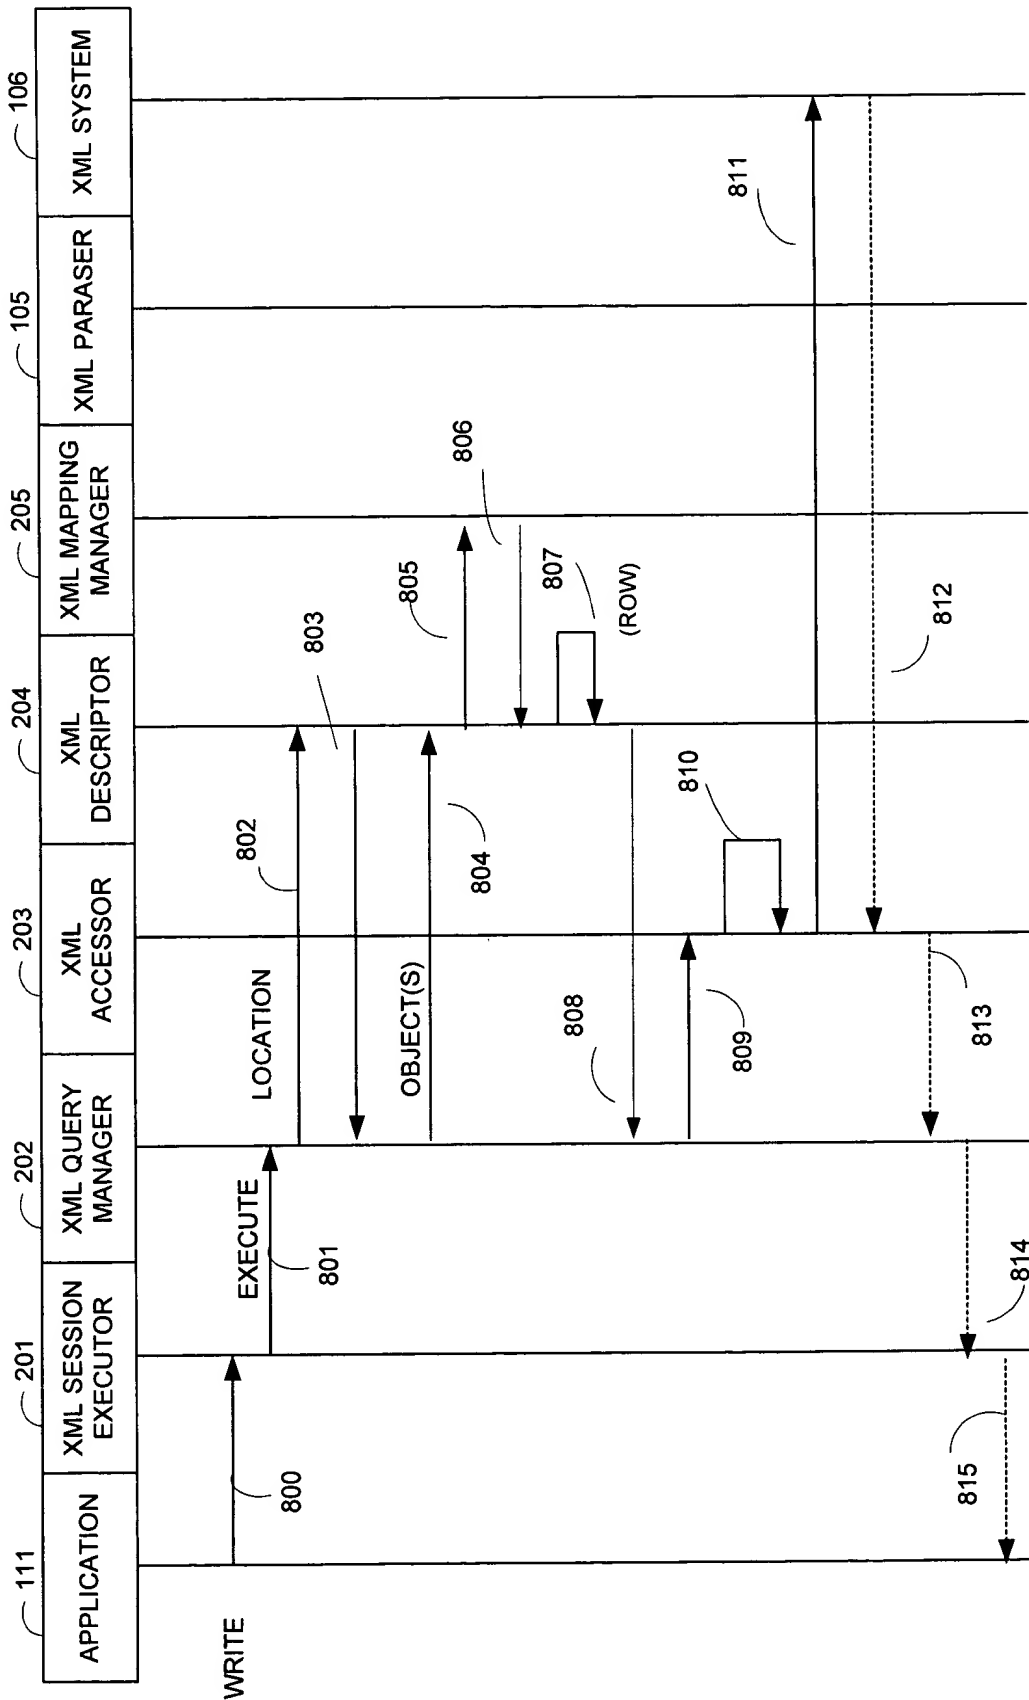 111
201
202
203
204
205
105
106
APPLICATION
XML SESSION
EXECUTOR
XML QUERY
MANAGER
XML
ACCESSOR
XML
DESCRIPTOR
XML MAPPING
MANAGER
XML PARASER
XML SYSTEM
WRITE
800
EXECUTE
801
LOCATION
802
803
OBJECT(S)
804
805
806
807
(ROW)
808
809
810
811
812
813
814
815